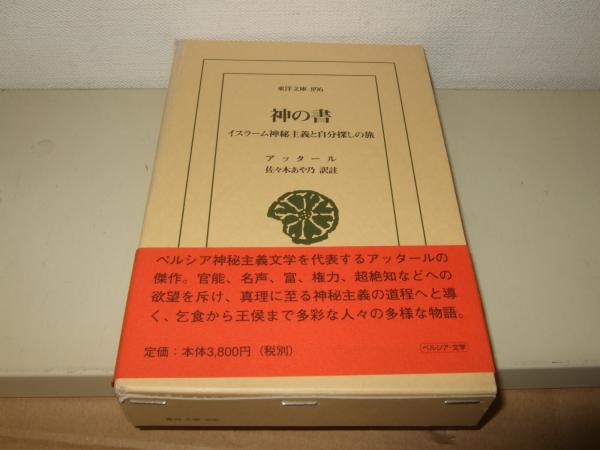 東洋文庫 896
神の書
イスラーム神秘主義と自分探しの旅
アッタール
佐々木あや乃 訳註
ペルシア神秘主義文学を代表するアッタールの
傑作。官能、名声、富、権力、超絶知などへの
欲望を斥け、真理に至る神秘主義の道程へと導
く、乞食から王侯まで多彩な人々の多様な物語。
定価：本体3,800円（税別）
ペルシア・文学
東洋文庫 896